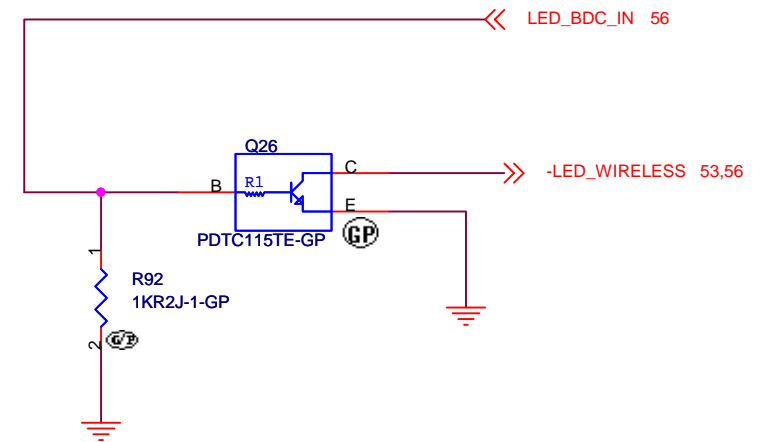 LED_BDC_IN 56
Q26
B
R1
C
-LED_WIRELESS 53,56
E
PDTC115TE-GP
GP
1
R92
1KR2J-1-GP
2
G/P